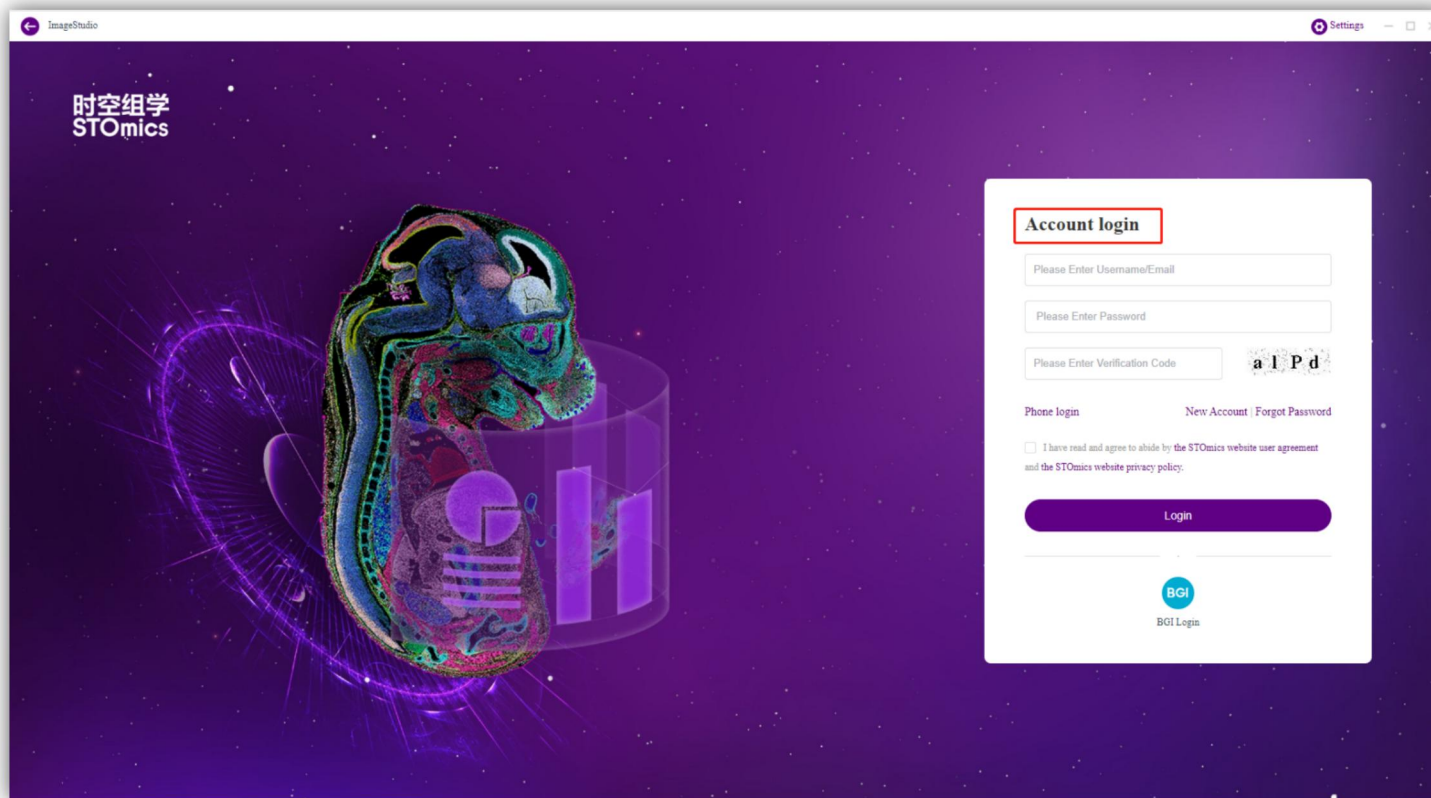 ImageStudio
Settings
时空组学
STOmics
Account login
Please Enter Username/Email
Please Enter Password
Please Enter Verification Code
a l P d
Phone login
New Account | Forgot Password
I have read and agree to abide by the STOmics website user agreement
and the STOmics website privacy policy.
Login
BGI
BGI Login